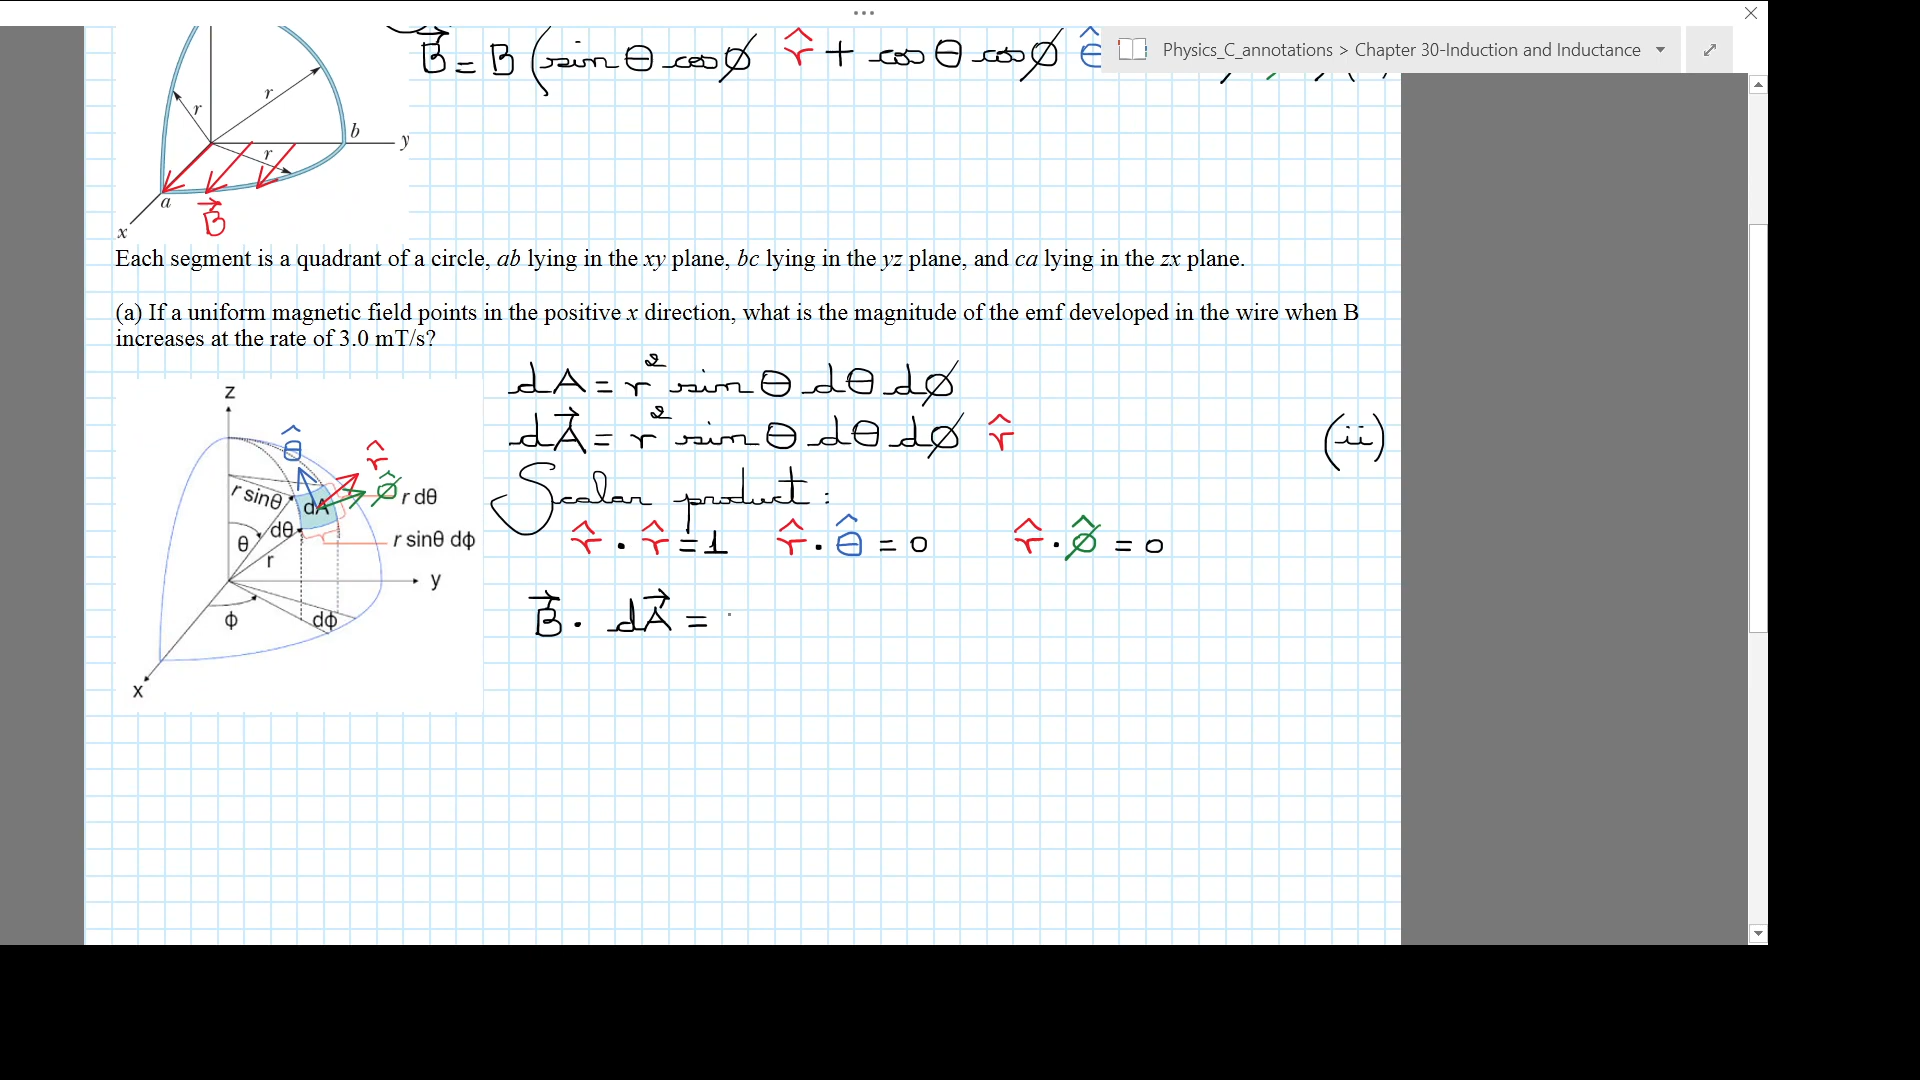 B⃗ = B (sin θ cos ∅ r̂ + cos θ cos ∅ θ̂
Physics_C_annotations > Chapter 30-Induction and Inductance
r
r
b
y
r
a
B⃗
x
Each segment is a quadrant of a circle, ab lying in the xy plane, bc lying in the yz plane, and ca lying in the zx plane.
(a) If a uniform magnetic field points in the positive x direction, what is the magnitude of the emf developed in the wire when B
increases at the rate of 3.0 mT/s?
dA = r² sin θ dθ d∅
dA⃗ = r² sin θ dθ d∅ r̂ (ii)
Scalar product :
r̂ · r̂ = 1 r̂ · θ̂ = 0 r̂ · ∅̂ = 0
B⃗ · dA⃗ =
z
θ̂
r̂
∅̂
r sinθ
dA
r dθ
dθ
θ
r
r sinθ dϕ
y
ϕ
dϕ
x